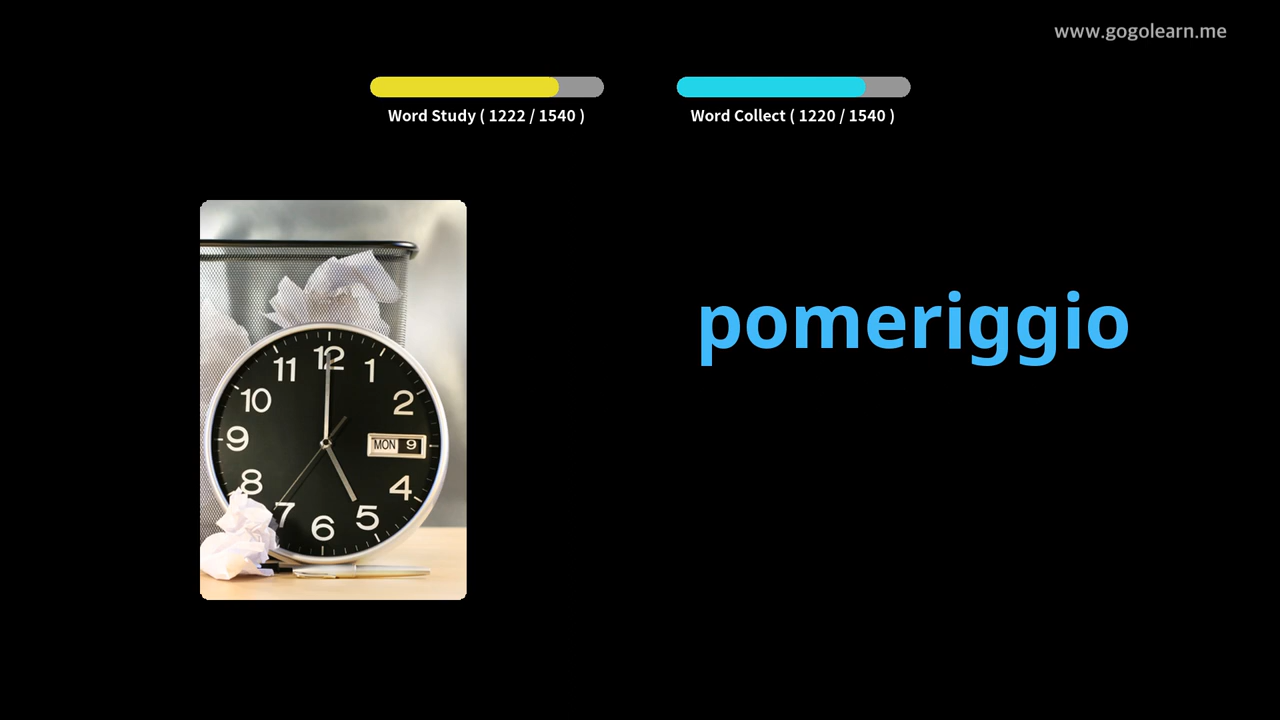 www.gogolearn.me
Word Study ( 1222 / 1540 )
Word Collect ( 1220 / 1540 )
pomeriggio
12
11
1
10
2
9
MON 9
8
4
7
5
6